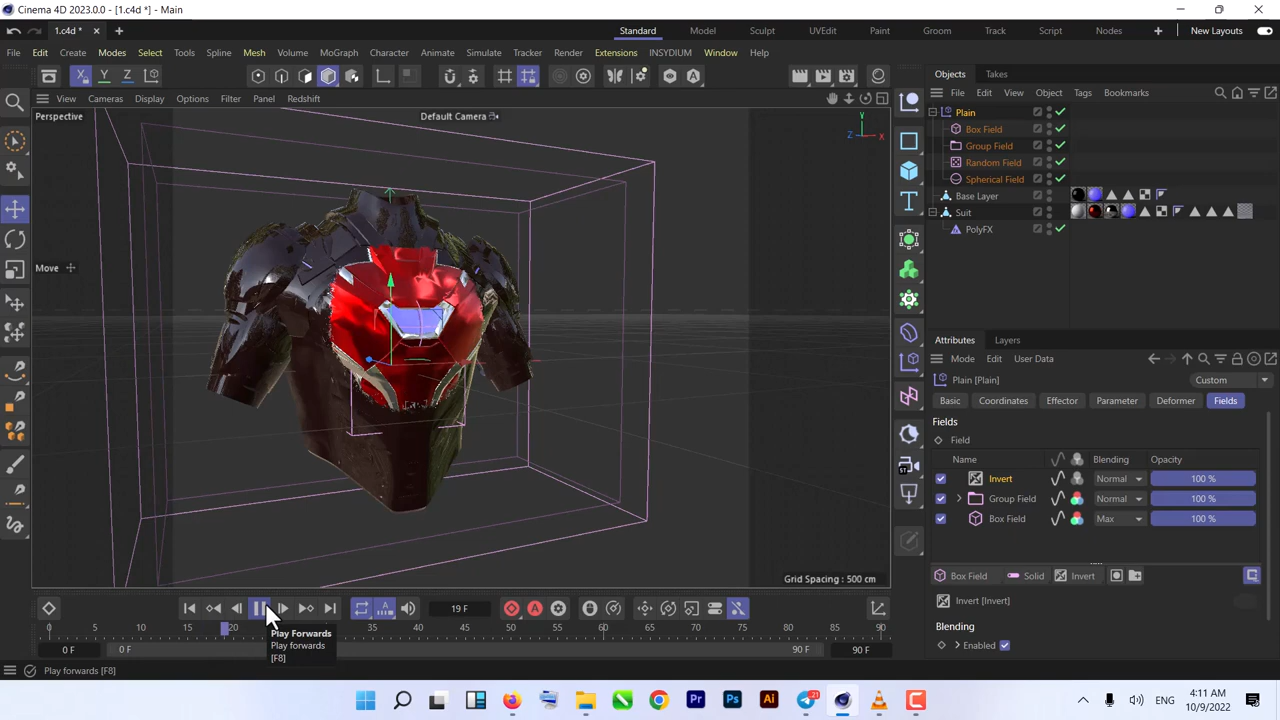 Cinema 4D 2023.0.0 - [1.c4d *] - Main
1.c4d *
Standard
Model
Sculpt
UVEdit
Paint
Groom
Track
Script
Nodes
New Layouts
File
Edit
Create
Modes
Select
Tools
Spline
Mesh
Volume
MoGraph
Character
Animate
Simulate
Tracker
Render
Extensions
INSYDIUM
Window
Help
X
Y
Z
Objects
Takes
File
Edit
View
Object
Tags
Bookmarks
View
Cameras
Display
Options
Filter
Panel
Redshift
Perspective
Default Camera
Y
Z
X
Move
Grid Spacing : 500 cm
Plain
Box Field
Group Field
Random Field
Spherical Field
Base Layer
Suit
PolyFX
Attributes
Layers
Mode
Edit
User Data
Plain [Plain]
Custom
Basic
Coordinates
Effector
Parameter
Deformer
Fields
Fields
Field
Name
Blending
Opacity
Invert
Normal
100 %
Group Field
Normal
100 %
Box Field
Max
100 %
Box Field
Solid
Invert
Invert [Invert]
Blending
Enabled
19 F
0
5
10
15
35
40
45
50
55
60
65
70
75
80
85
90
0 F
0 F
90 F
90 F
Play Forwards
Play forwards
[F8]
Play forwards [F8]
21
ENG
4:11 AM
10/9/2022